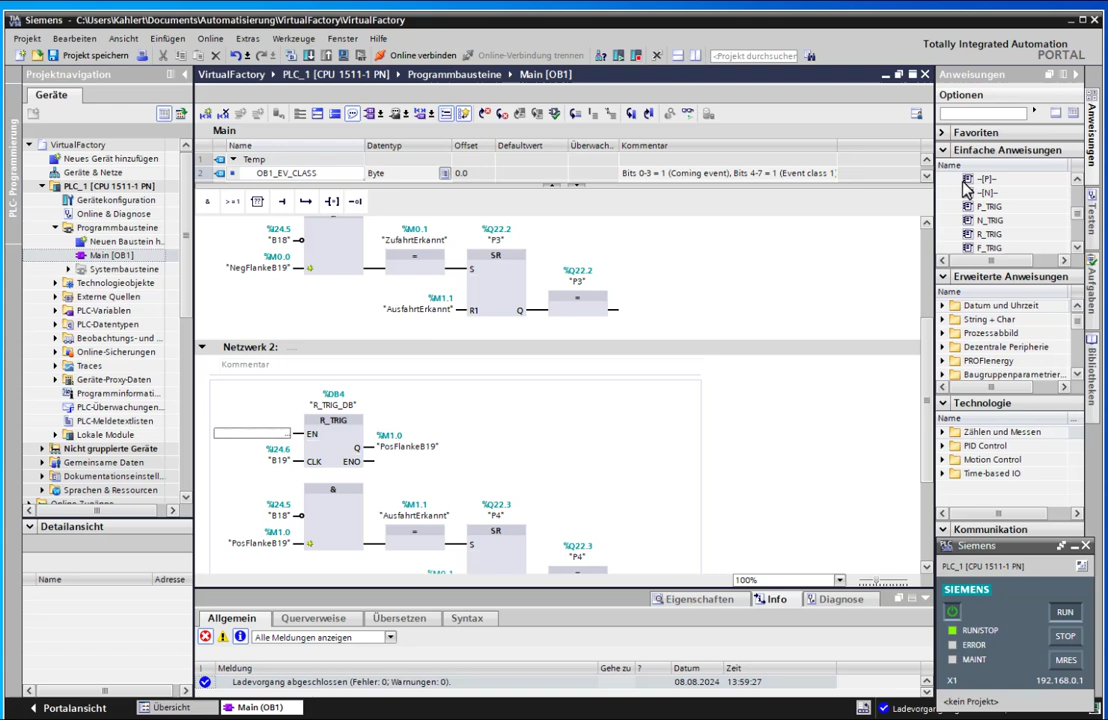 Siemens - C:\Users\Kahlert\Documents\Automatisierung\VirtualFactory\VirtualFactory
Projekt Bearbeiten Ansicht Einfügen Online Extras Werkzeuge Fenster Hilfe
Totally Integrated Automation
PORTAL
Projekt speichern
Online verbinden
Online-Verbindung trennen
<Projekt durchsuchen
Projektnavigation
VirtualFactory PLC_1 [CPU 1511-1 PN] Programmbausteine Main [OB1]
Anweisungen
Geräte
PLC-Programmierung
VirtualFactory
Neues Gerät hinzufügen
Geräte & Netze
PLC_1 [CPU 1511-1 PN]
Gerätekonfiguration
Online & Diagnose
Programmbausteine
Neuen Baustein h...
Main [OB1]
Systembausteine
Technologieobjekte
Externe Quellen
PLC-Variablen
PLC-Datentypen
Beobachtungs- und ...
Online-Sicherungen
Traces
Geräte-Proxy-Daten
Programminformati...
PLC-Überwachungen...
PLC-Meldetextlisten
Lokale Module
Nicht gruppierte Geräte
Gemeinsame Daten
Dokumentationseinstell...
Sprachen & Ressourcen
Detailansicht
Name Adresse
Main
Name Datentyp Offset Defaultwert Überwach... Kommentar
1 Temp
2 OB1_EV_CLASS Byte 0.0 Bits 0-3 = 1 (Coming event), Bits 4-7 = 1 (Event class 1)
& >=1 ??
%I24.5
"B18"
%M0.0
"NegFlankeB19"
%M0.1
"ZufahrtErkannt"
=
%Q22.2
"P3"
SR
S
%M1.1
"AusfahrtErkannt"
R1 Q
%Q22.2
"P3"
=
Netzwerk 2: .....
Kommentar
%DB4
"R_TRIG_DB"
R_TRIG
... EN
Q
%M1.0
"PosFlankeB19"
%I24.6
"B19"
CLK ENO
&
%I24.5
"B18"
%M1.0
"PosFlankeB19"
%M1.1
"AusfahrtErkannt"
=
%Q22.3
"P4"
SR
S
%Q22.3
"P4"
=
100%
Eigenschaften Info Diagnose
Allgemein Querverweise Übersetzen Syntax
Alle Meldungen anzeigen
! Meldung Gehe zu ? Datum Zeit
Ladevorgang abgeschlossen (Fehler: 0; Warnungen: 0). 08.08.2024 13:59:27
Optionen
Favoriten
Einfache Anweisungen
Name
-[P]-
-[N]-
P_TRIG
N_TRIG
R_TRIG
F_TRIG
Erweiterte Anweisungen
Name
Datum und Uhrzeit
String + Char
Prozessabbild
Dezentrale Peripherie
PROFIenergy
Baugruppenparametrier...
Technologie
Name
Zählen und Messen
PID Control
Motion Control
Time-based IO
Kommunikation
Anweisungen
Testen
Aufgaben
Bibliotheken
Siemens
PLC_1 [CPU 1511-1 PN]
SIEMENS
RUN
RUN/STOP
STOP
ERROR
MAINT
MRES
X1 192.168.0.1
<kein Projekt>
Portalansicht Übersicht Main (OB1)